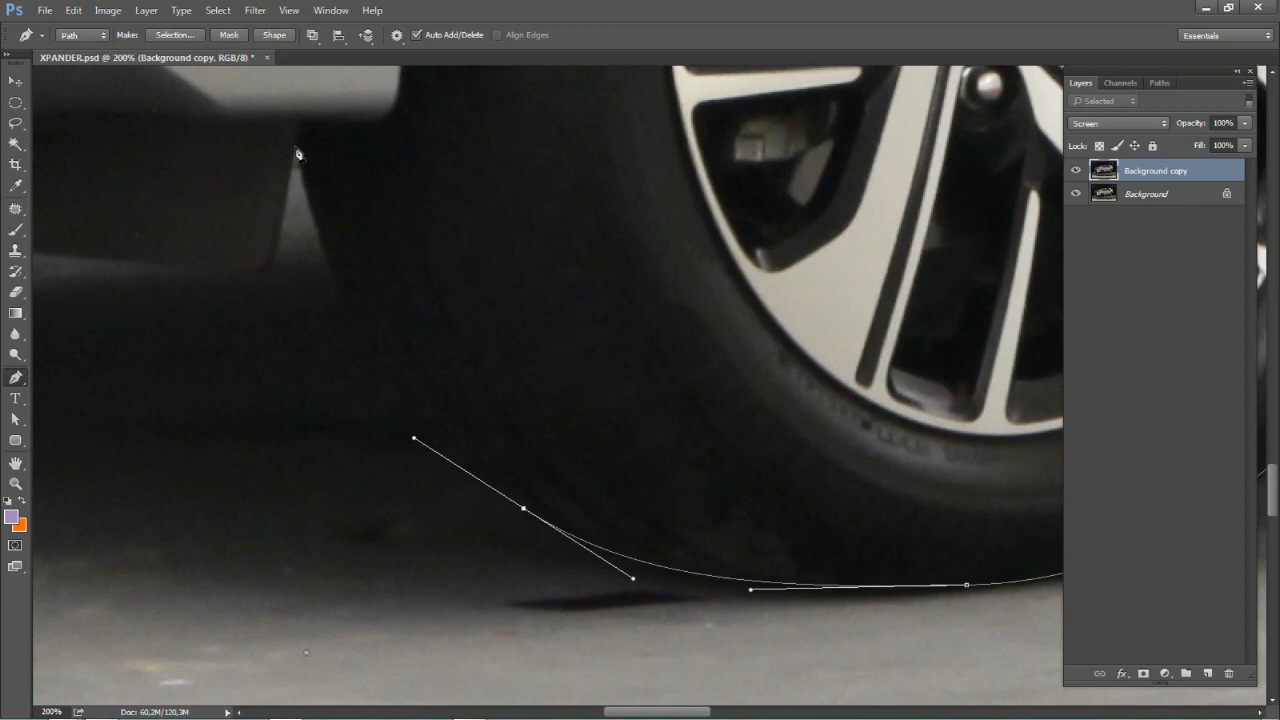 Ps File Edit Image Layer Type Select Filter View Window Help
Path Make: Selection... Mask Shape Auto Add/Delete Align Edges Essentials
XPANDER.psd @ 200% (Background copy, RGB/8) * ×
Layers Channels Paths
Selected
Screen Opacity: 100%
Lock: Fill: 100%
Background copy
Background
T
fx
200% Doc: 60,2M/120,3M